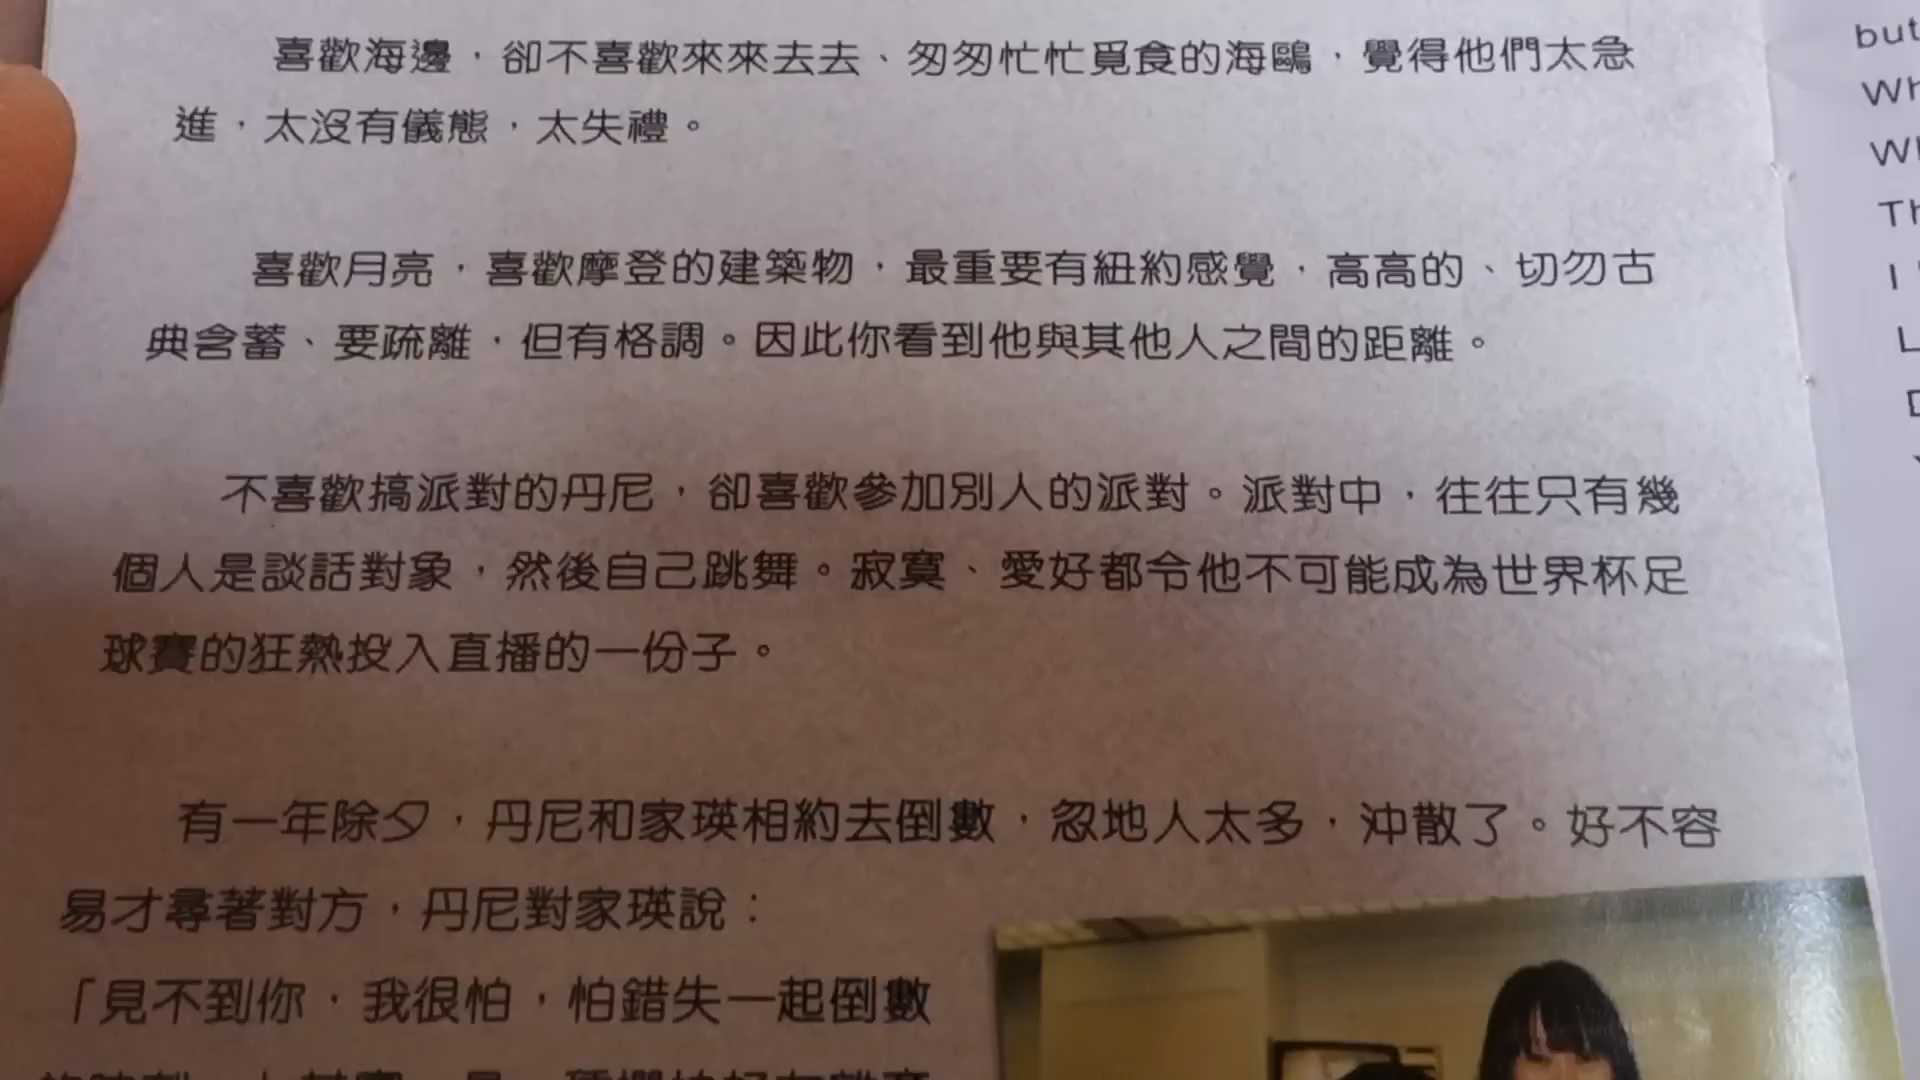 喜歡海邊，卻不喜歡來來去去、匆匆忙忙覓食的海鷗，覺得他們太急
進，太沒有儀態，太失禮。
喜歡月亮，喜歡摩登的建築物，最重要有紐約感覺，高高的、切勿古
典含蓄、要疏離，但有格調。因此你看到他與其他人之間的距離。
不喜歡搞派對的丹尼，卻喜歡參加別人的派對。派對中，往往只有幾
個人是談話對象，然後自己跳舞。寂寞、愛好都令他不可能成為世界杯足
球賽的狂熱投入直播的一份子。
有一年除夕，丹尼和家瑛相約去倒數，忽地人太多，沖散了。好不容
易才尋著對方，丹尼對家瑛說：
「見不到你，我很怕，怕錯失一起倒數
but
I